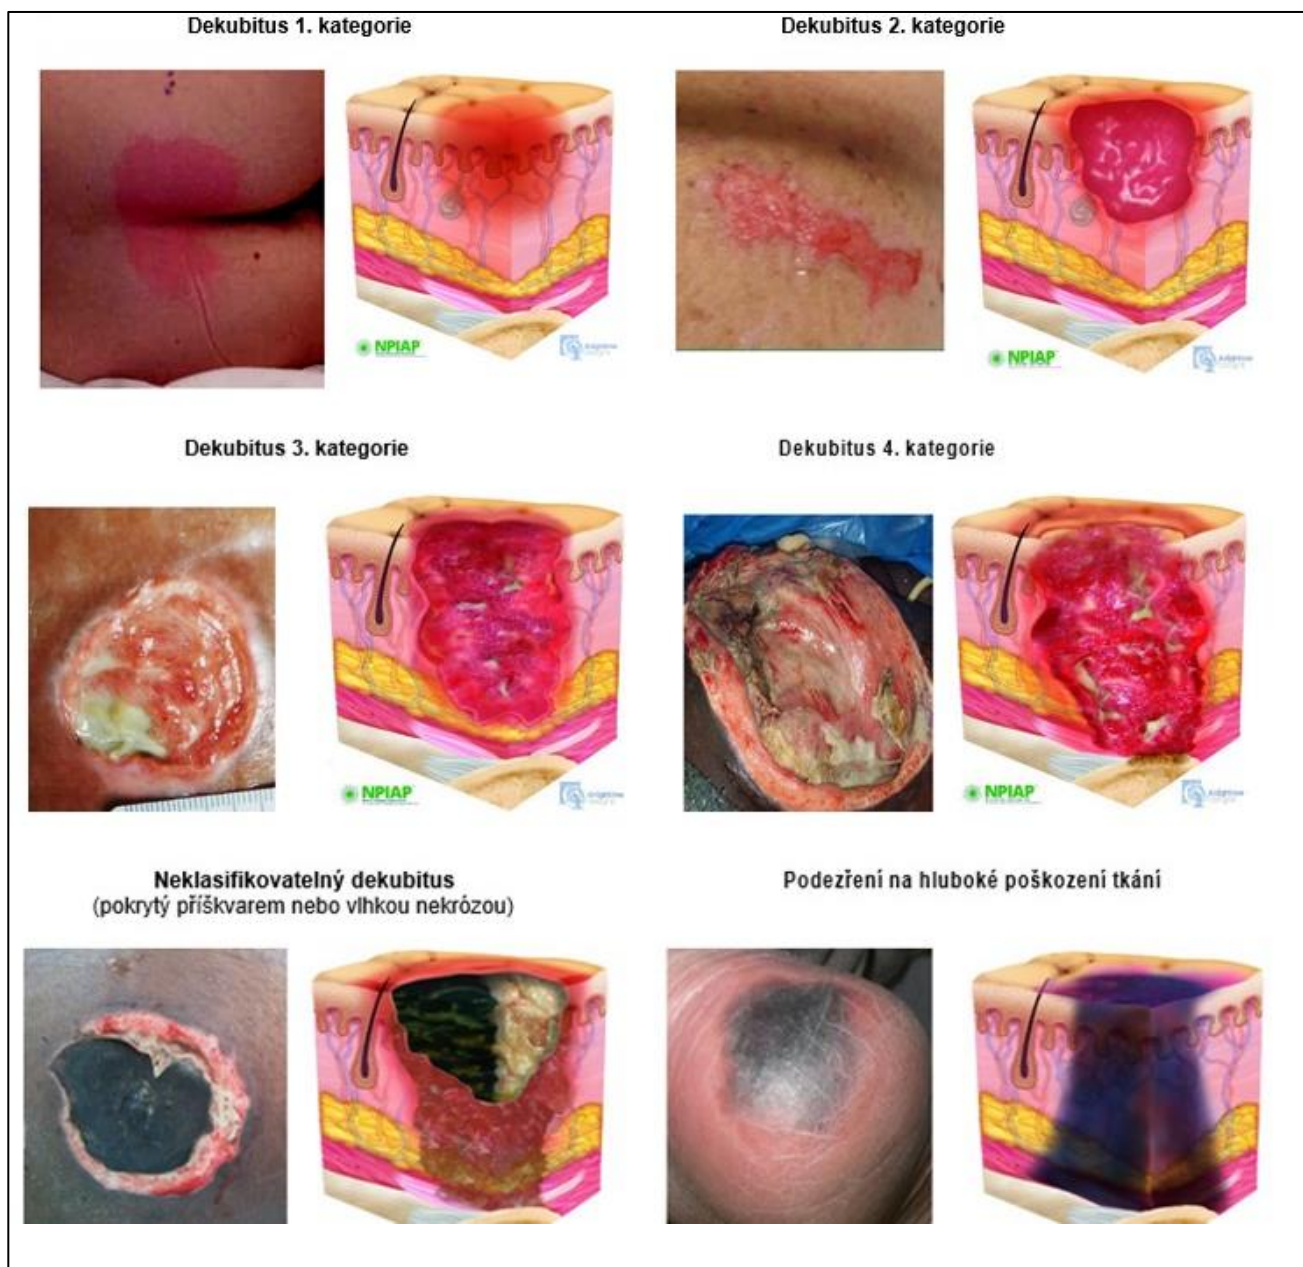 Dekubitus 1. kategorie
Dekubitus 2. kategorie
NPIAP
NPIAP
Dekubitus 3. kategorie
Dekubitus 4. kategorie
NPIAP
NPIAP
Neklasifikovatelný dekubitus
(pokrytý příškvarem nebo vlhkou nekrózou)
Podezření na hluboké poškození tkání